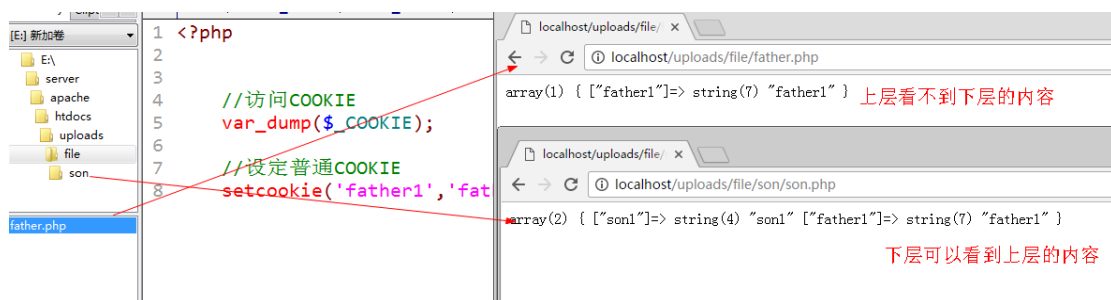 [E:] 新加卷
E:\
server
apache
htdocs
uploads
file
son
father.php
1 <?php
2
3
4 //访问COOKIE
5 var_dump($_COOKIE);
6
7 //设定普通COOKIE
8 setcookie('father1','fat
localhost/uploads/file/
localhost/uploads/file/father.php
array(1) { ["father1"]=> string(7) "father1" } 上层看不到下层的内容
localhost/uploads/file/
localhost/uploads/file/son/son.php
array(2) { ["son1"]=> string(4) "son1" ["father1"]=> string(7) "father1" }
下层可以看到上层的内容